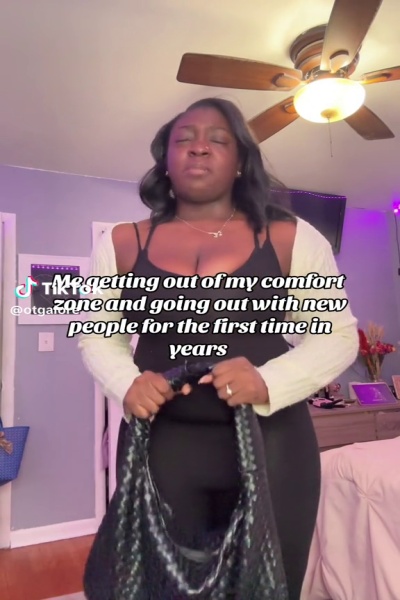 TikTok
@otgalore
Me getting out of my comfort
zone and going out with new
people for the first time in
years